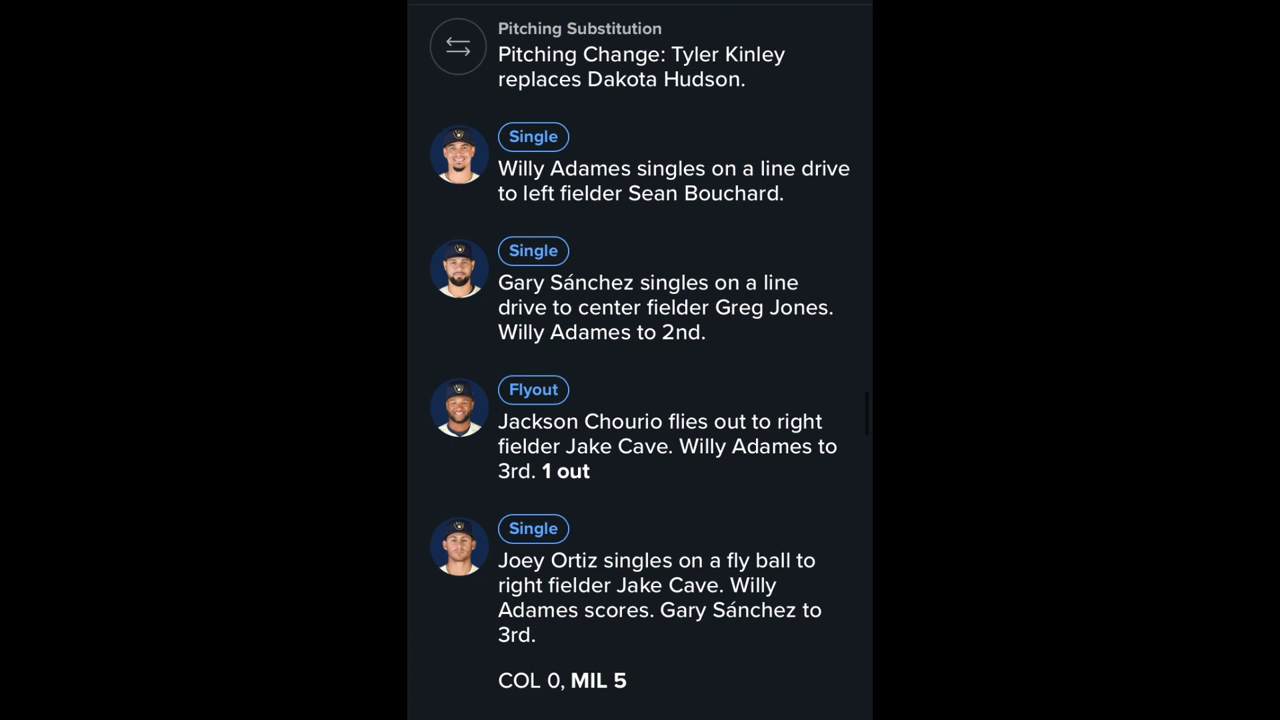 Pitching Substitution
Pitching Change: Tyler Kinley
replaces Dakota Hudson.
Single
Willy Adames singles on a line drive
to left fielder Sean Bouchard.
Single
Gary Sánchez singles on a line
drive to center fielder Greg Jones.
Willy Adames to 2nd.
Flyout
Jackson Chourio flies out to right
fielder Jake Cave. Willy Adames to
3rd. 1 out
Single
Joey Ortiz singles on a fly ball to
right fielder Jake Cave. Willy
Adames scores. Gary Sánchez to
3rd.
COL 0, MIL 5